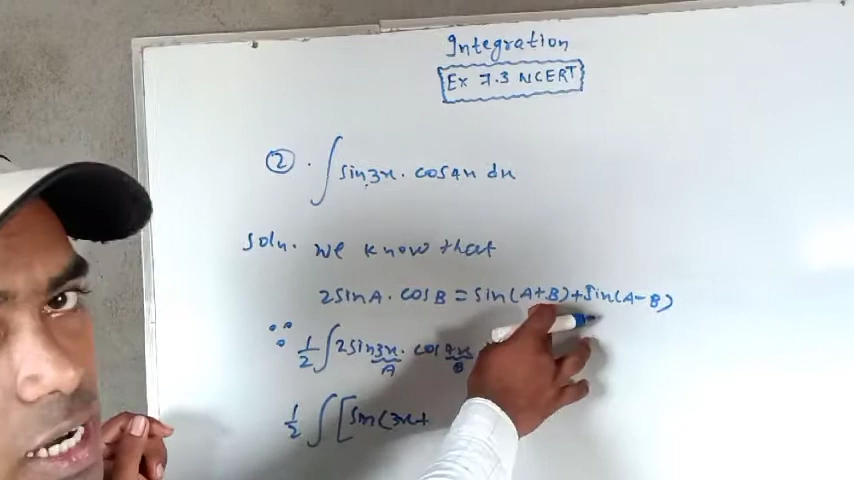 Integration
Ex 7.3 NCERT
② . ∫ sin3x . cos4x dx
Soln. We know that
2sinA . cosB = sin(A+B)+sin(A-B)
∴ 1/2 ∫ 2sin3x . cos4x
A B
1/2 ∫ [sin(3x+